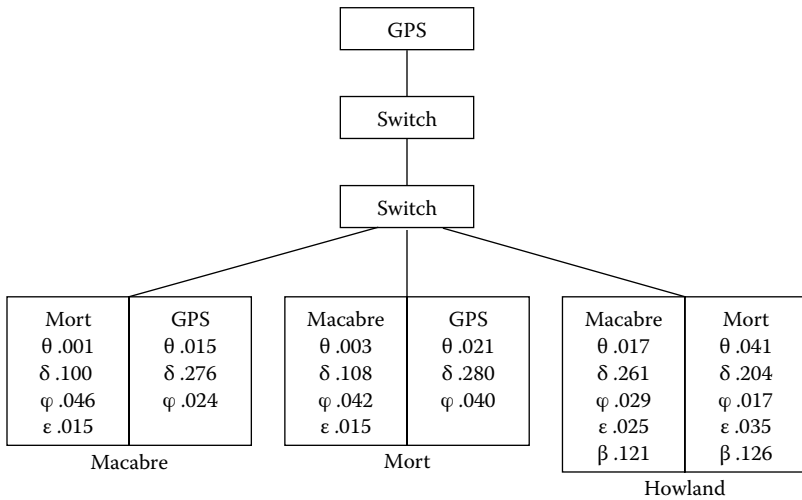 GPS
Switch
Switch
Mort
θ .001
δ .100
φ .046
ε .015
GPS
θ .015
δ .276
φ .024
Macabre
Macabre
θ .003
δ .108
φ .042
ε .015
GPS
θ .021
δ .280
φ .040
Mort
Macabre
θ .017
δ .261
φ .029
ε .025
β .121
Mort
θ .041
δ .204
φ .017
ε .035
β .126
Howland